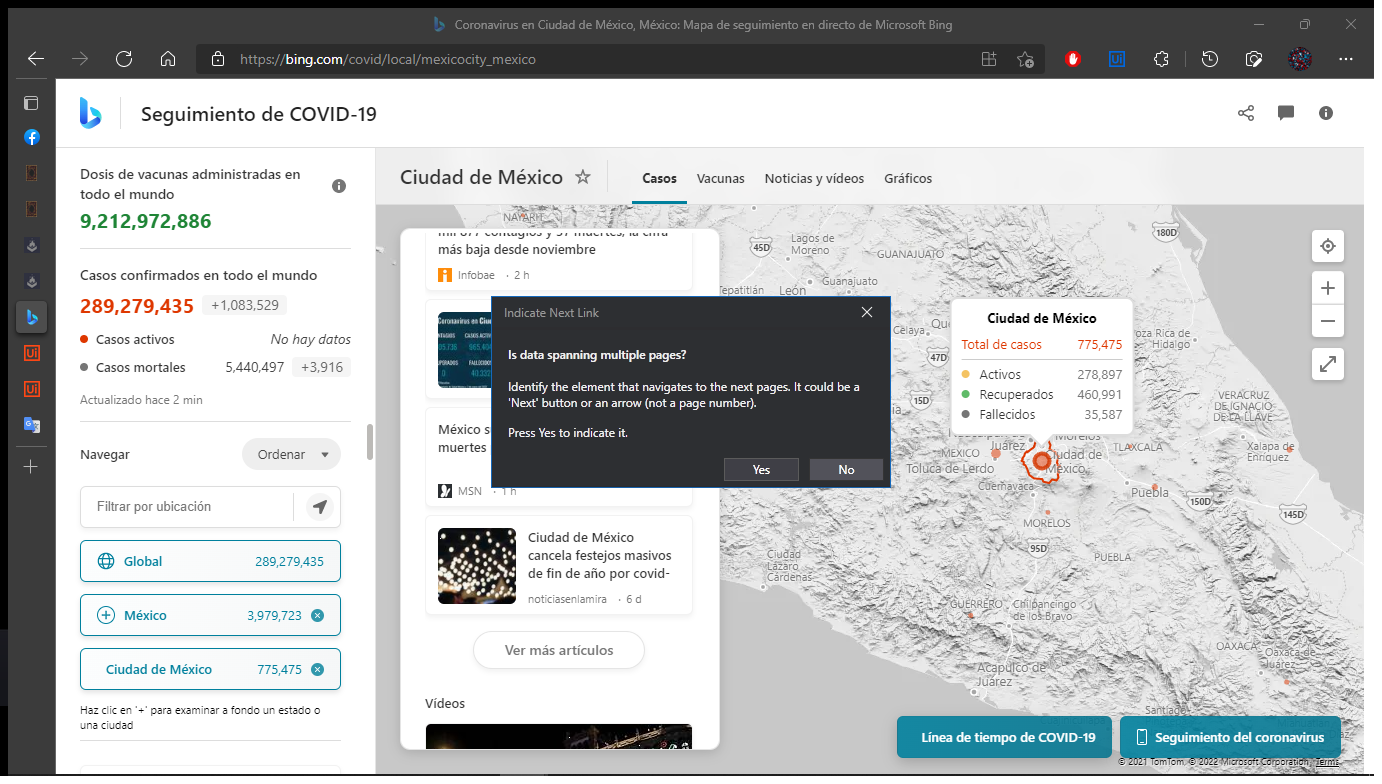 Coronavirus en Ciudad de México, México: Mapa de seguimiento en directo de Microsoft Bing
https://bing.com/covid/local/mexicocity_mexico
Seguimiento de COVID-19
Dosis de vacunas administradas en
todo el mundo
9,212,972,886
Casos confirmados en todo el mundo
289,279,435 +1,083,529
Casos activos No hay datos
Casos mortales 5,440,497 +3,916
Actualizado hace 2 min
Navegar Ordenar
Filtrar por ubicación
Global 289,279,435
México 3,979,723
Ciudad de México 775,475
Haz clic en '+' para examinar a fondo un estado o
una ciudad
Ciudad de México
Casos Vacunas Noticias y vídeos Gráficos
mil 877 contagios y 57 muertes, la cifra
más baja desde noviembre
Infobae · 2 h
México
muertes
MSN · 1 h
Ciudad de México
cancela festejos masivos
de fin de año por covid-
noticiasenlamira · 6 d
Ver más artículos
Vídeos
Indicate Next Link
Is data spanning multiple pages?
Identify the element that navigates to the next pages. It could be a
'Next' button or an arrow (not a page number).
Press Yes to indicate it.
Yes No
Ciudad de México
Total de casos 775,475
Activos 278,897
Recuperados 460,991
Fallecidos 35,587
NAYARIT
45D
Lagos de
Moreno
180D
GUANAJUATO
Tepatitlán
León
Guanajuato
Celaya
47D
15D
Poza Rica de
Hidalgo
VERACRUZ
DE IGNACIO
DE LA LLAVE
Xalapa de
Enríquez
TLAXCALA
Morelos
Juárez
MÉXICO
Toluca de Lerdo
Ciudad de
México
Cuernavaca
Puebla
150D
145D
MORELOS
95D
PUEBLA
Ciudad
Lázaro
Cárdenas
GUERRERO
Chilpancingo
de los Bravo
OAXACA
Oaxaca de
Juárez
Acapulco de
Juárez
Santiago
Línea de tiempo de COVID-19
Seguimiento del coronavirus
© 2021 TomTom, © 2022 Microsoft Corporation, Terms